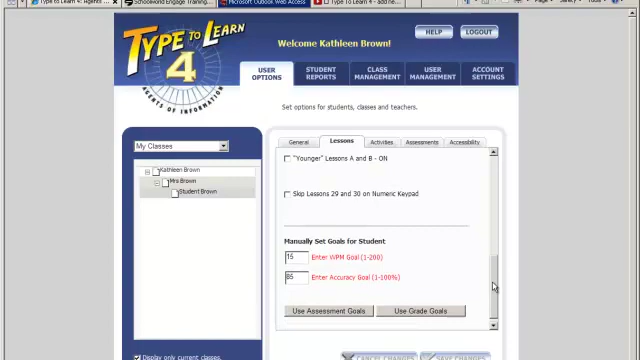 Type to Learn 4: Agents
Schoolworld Engage Training
Microsoft Outlook Web Access
Type To Learn 4 - add ne
Page
Safety
Tools
TYPE TO LEARN
4
AGENTS OF INFORMATION
Welcome Kathleen Brown!
HELP
LOGOUT
USER OPTIONS
STUDENT REPORTS
CLASS MANAGEMENT
USER MANAGEMENT
ACCOUNT SETTINGS
Set options for students, classes and teachers.
My Classes
Kathleen Brown
Mrs Brown
Student Brown
Display only current classes.
General
Lessons
Activities
Assessments
Accessibility
"Younger" Lessons A and B - ON
Skip Lessons 29 and 30 on Numeric Keypad
Manually Set Goals for Student
15 Enter WPM Goal (1-200)
85 Enter Accuracy Goal (1-100%)
Use Assessment Goals
Use Grade Goals
CANCEL CHANGES
SAVE CHANGES